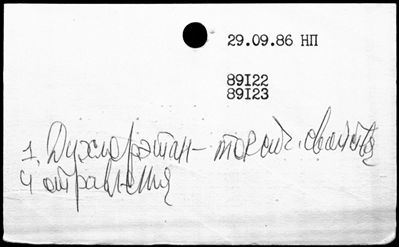 29.09.86 НП
89I22
89I23
1. Дихлорэтан - токсич. свойства
и отравления